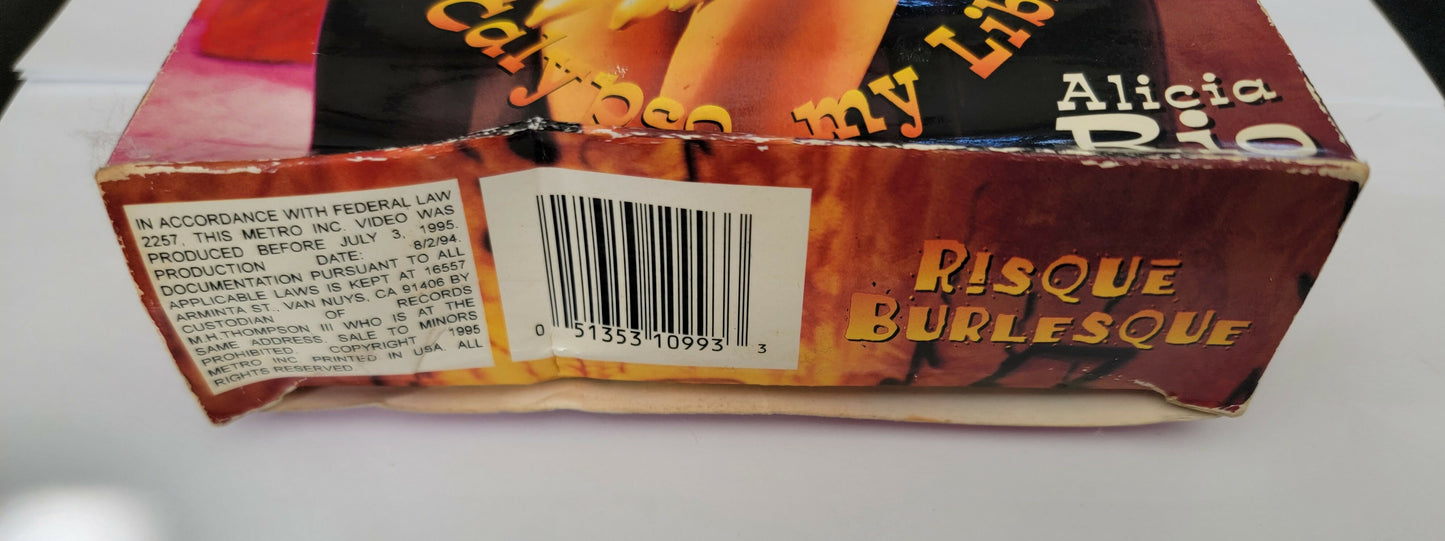 Calypso my Lib
Alicia
Rio
IN ACCORDANCE WITH FEDERAL LAW
2257, THIS METRO INC. VIDEO WAS
PRODUCED BEFORE JULY 3, 1995.
PRODUCTION DATE: 8/2/94.
DOCUMENTATION PURSUANT TO ALL
APPLICABLE LAWS IS KEPT AT 16557
ARMINTA ST., VAN NUYS, CA 91406 BY
CUSTODIAN OF RECORDS
M.H. THOMPSON III WHO IS AT THE
SAME ADDRESS. SALE TO MINORS
PROHIBITED. COPYRIGHT 1995
METRO INC. PRINTED IN USA. ALL
RIGHTS RESERVED
0 51353 10993 3
RISQUE
BURLESQUE